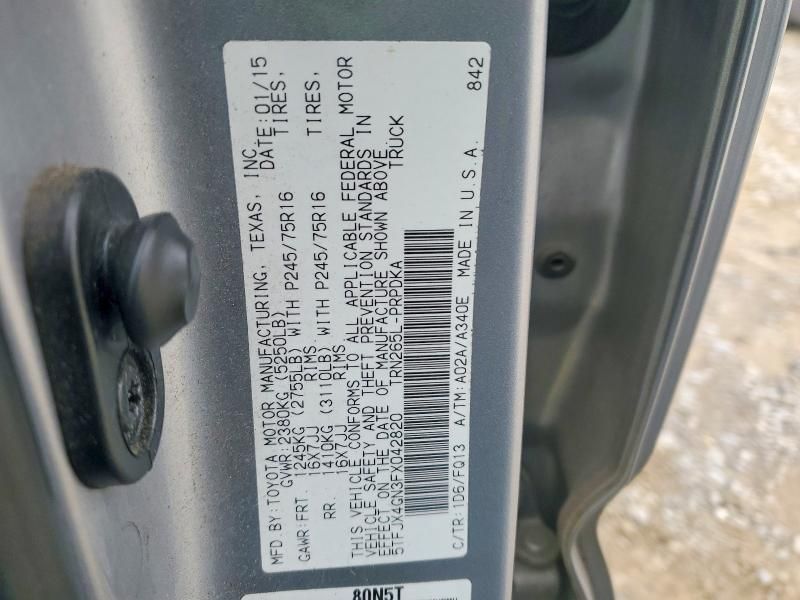 MFD. BY: TOYOTA MOTOR MANUFACTURING, TEXAS, INC. DATE: 01/15
GVWR: 2380KG (5250LB)
GAWR: FRT. 1245KG (2755LB) WITH P245/75R16 TIRES,
16X7JJ RIMS
RR. 1410KG (3110LB) WITH P245/75R16 TIRES,
16X7JJ RIMS
THIS VEHICLE CONFORMS TO ALL APPLICABLE FEDERAL MOTOR
VEHICLE SAFETY AND THEFT PREVENTION STANDARDS IN
EFFECT ON THE DATE OF MANUFACTURE SHOWN ABOVE
5TFJX4GN3FX042820 TRN265L-PRPDKA TRUCK
C/TR: 1D6/FQ13 A/TM: A02A/A340E MADE IN U.S.A. 842
80N5T